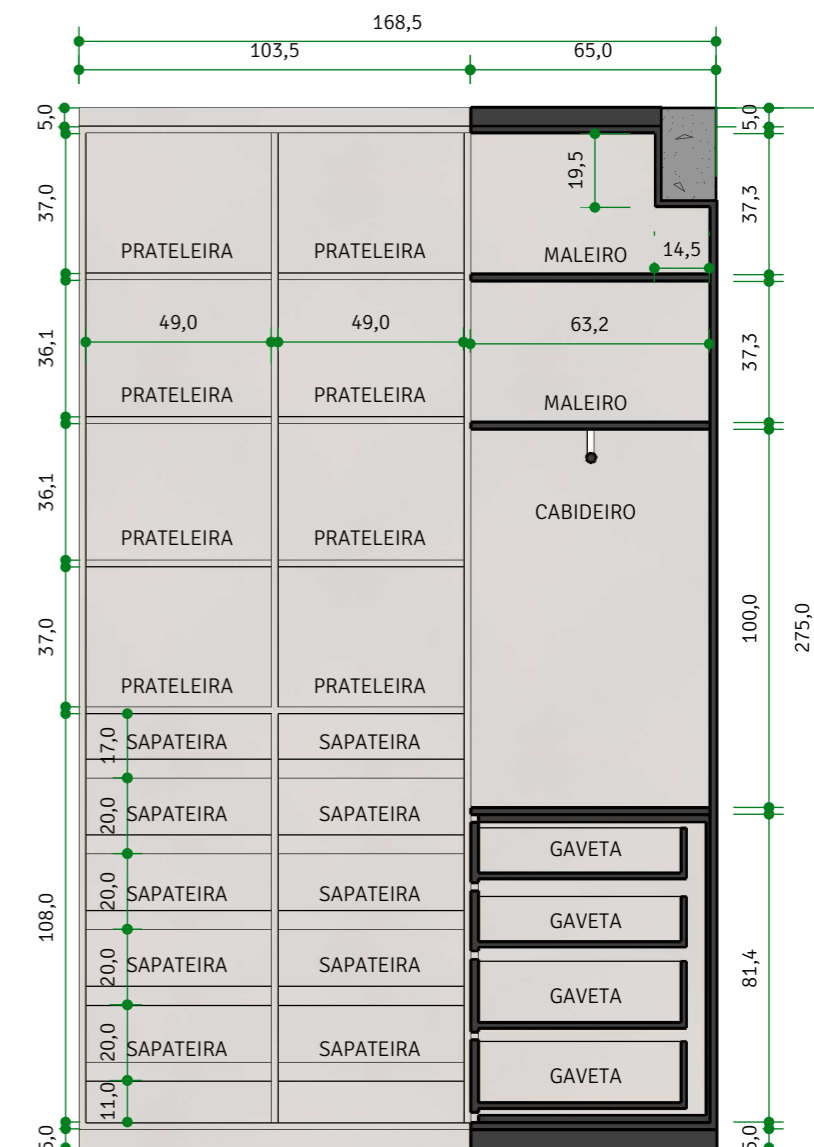 168,5
103,5 65,0
5,0 5,0
37,0 19,5 37,3
PRATELEIRA PRATELEIRA MALEIRO 14,5
49,0 49,0 63,2
36,1 37,3
PRATELEIRA PRATELEIRA MALEIRO
36,1
CABIDEIRO
PRATELEIRA PRATELEIRA
37,0 100,0 275,0
PRATELEIRA PRATELEIRA
17,0 SAPATEIRA SAPATEIRA
20,0 SAPATEIRA SAPATEIRA
GAVETA
20,0 SAPATEIRA SAPATEIRA
108,0 GAVETA
20,0 SAPATEIRA SAPATEIRA 81,4
GAVETA
20,0 SAPATEIRA SAPATEIRA
GAVETA
11,0
5,0 5,0